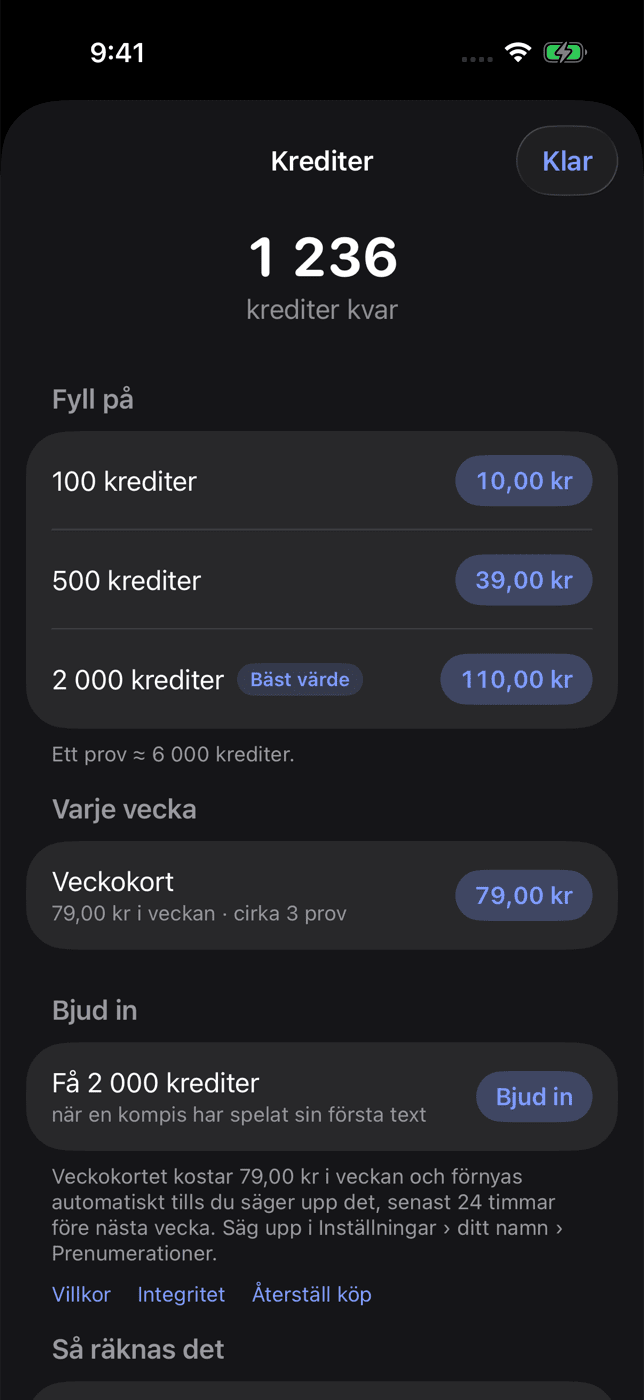 9:41
Krediter
Klar
1 236
krediter kvar
Fyll på
100 krediter
10,00 kr
500 krediter
39,00 kr
2 000 krediter
Bäst värde
110,00 kr
Ett prov ≈ 6 000 krediter.
Varje vecka
Veckokort
79,00 kr i veckan · cirka 3 prov
79,00 kr
Bjud in
Få 2 000 krediter
när en kompis har spelat sin första text
Bjud in
Veckokortet kostar 79,00 kr i veckan och förnyas
automatiskt tills du säger upp det, senast 24 timmar
före nästa vecka. Säg upp i Inställningar › ditt namn ›
Prenumerationer.
Villkor Integritet Återställ köp
Så räknas det